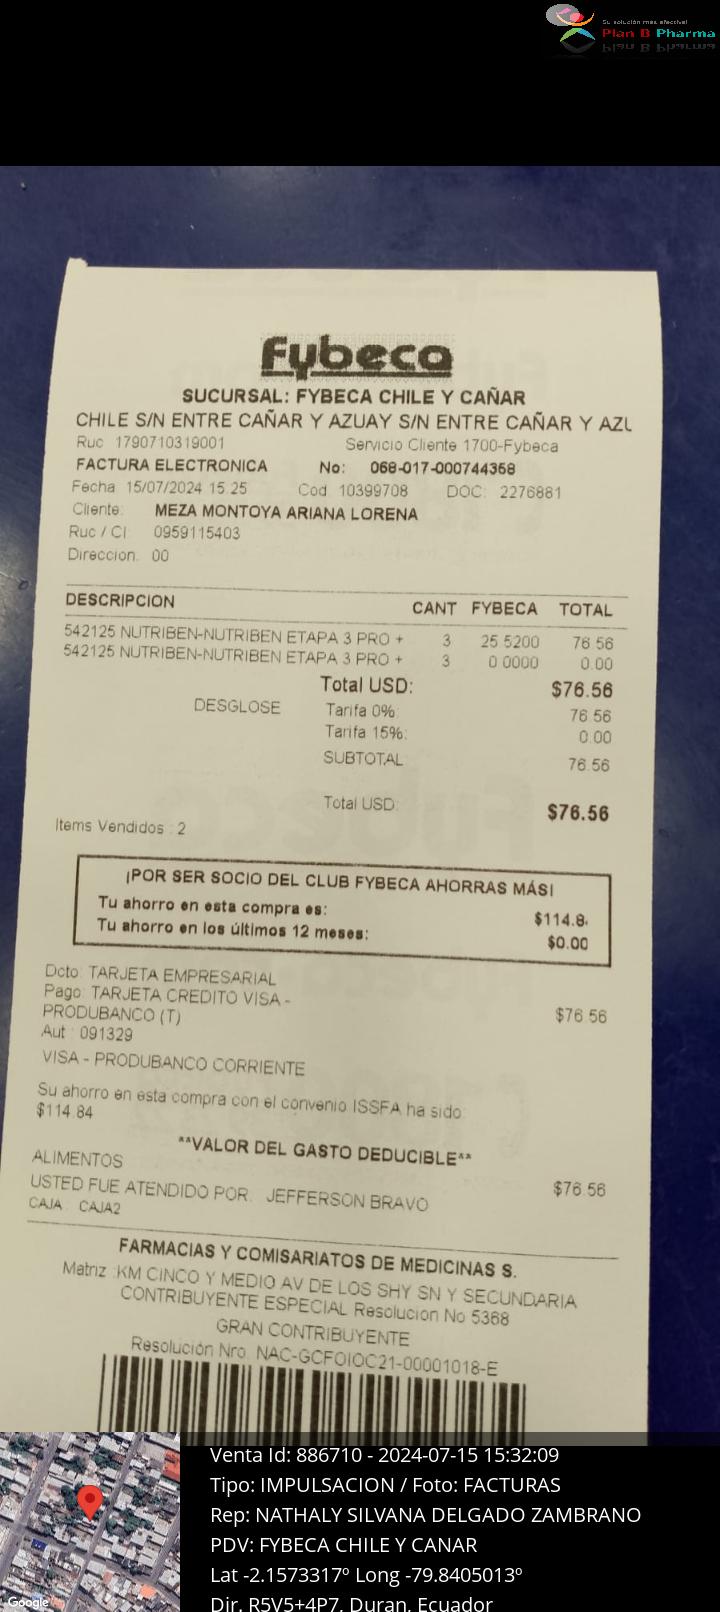 Su solución más efectiva!
Plan B Pharma
Fybeca
SUCURSAL: FYBECA CHILE Y CAÑAR
CHILE S/N ENTRE CAÑAR Y AZUAY S/N ENTRE CAÑAR Y AZU
Ruc 1790710319001 Servicio Cliente 1700-Fybeca
FACTURA ELECTRONICA No: 068-017-000744358
Fecha 15/07/2024 15:25 Cod 10399708 DOC: 2276881
Cliente: MEZA MONTOYA ARIANA LORENA
Ruc / CI: 0959115403
Direccion: 00
DESCRIPCION CANT FYBECA TOTAL
542125 NUTRIBEN-NUTRIBEN ETAPA 3 PRO + 3 25.5200 76.56
542125 NUTRIBEN-NUTRIBEN ETAPA 3 PRO + 3 0.0000 0.00
Total USD: $76.56
DESGLOSE Tarifa 0%: 76.56
Tarifa 15%: 0.00
SUBTOTAL 76.56
Total USD: $76.56
Items Vendidos : 2
¡POR SER SOCIO DEL CLUB FYBECA AHORRAS MÁS!
Tu ahorro en esta compra es: $114.8
Tu ahorro en los últimos 12 meses: $0.00
Dcto: TARJETA EMPRESARIAL
Pago: TARJETA CREDITO VISA -
PRODUBANCO (T) $76.56
Aut : 091329
VISA - PRODUBANCO CORRIENTE
Su ahorro en esta compra con el convenio ISSFA ha sido:
$114.84
**VALOR DEL GASTO DEDUCIBLE**
ALIMENTOS $76.56
USTED FUE ATENDIDO POR: JEFFERSON BRAVO
CAJA : CAJA2
FARMACIAS Y COMISARIATOS DE MEDICINAS S.
Matriz :KM CINCO Y MEDIO AV DE LOS SHY SN Y SECUNDARIA
CONTRIBUYENTE ESPECIAL Resolucion No 5368
GRAN CONTRIBUYENTE
Resolución Nro. NAC-GCFOIOC21-00001018-E
Venta Id: 886710 - 2024-07-15 15:32:09
Tipo: IMPULSACION / Foto: FACTURAS
Rep: NATHALY SILVANA DELGADO ZAMBRANO
PDV: FYBECA CHILE Y CANAR
Lat -2.1573317º Long -79.8405013º
Dir. R5V5+4P7, Duran, Ecuador
Google